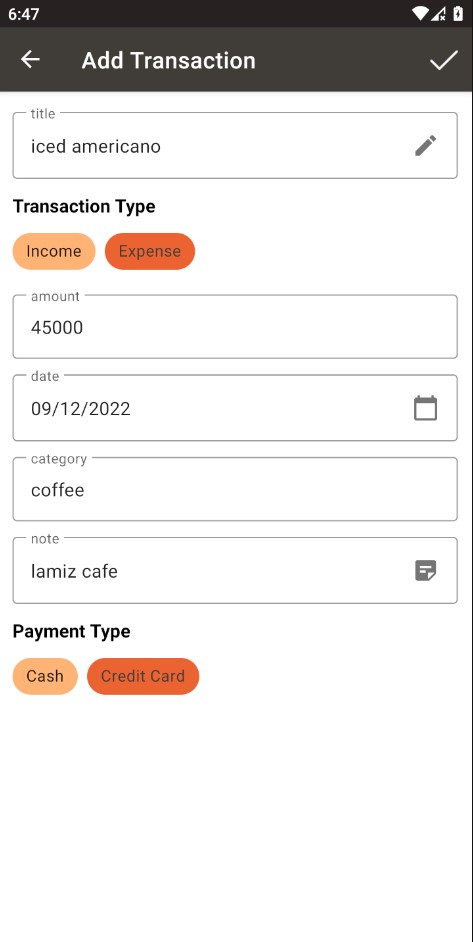 6:47
Add Transaction
title
iced americano
Transaction Type
Income Expense
amount
45000
date
09/12/2022
category
coffee
note
lamiz cafe
Payment Type
Cash Credit Card